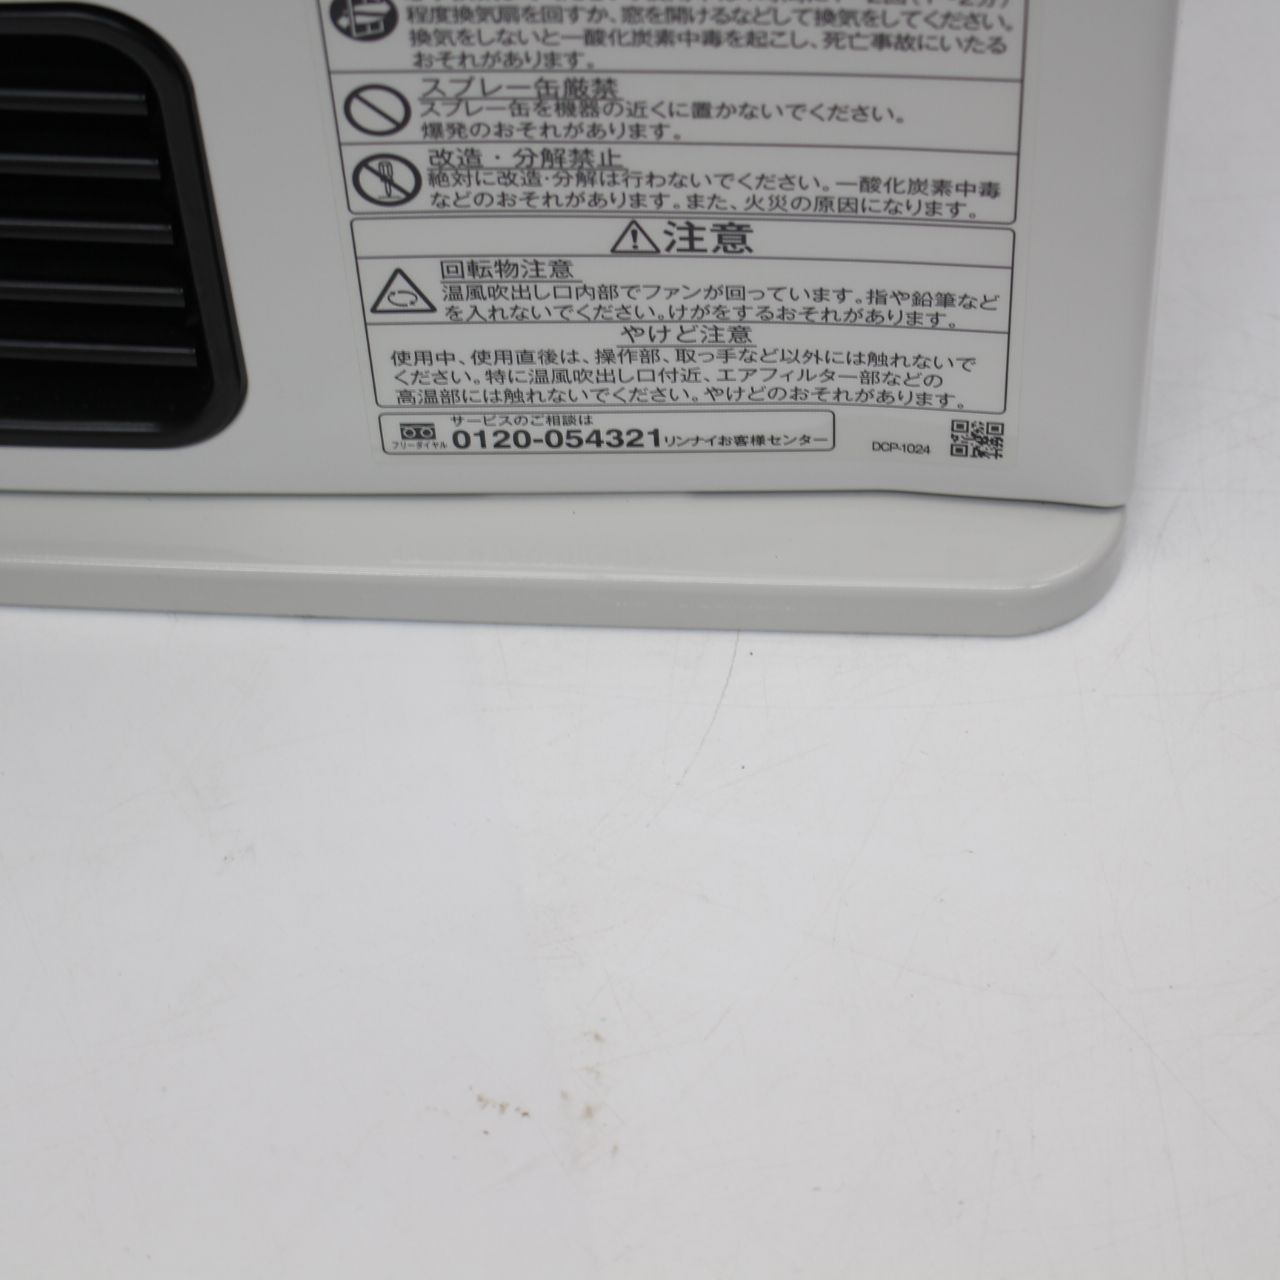 程度換気扇を回すか、窓を開けるなどして換気をしてください。
換気をしないと一酸化炭素中毒を起こし、死亡事故にいたる
おそれがあります。
スプレー缶厳禁
スプレー缶を機器の近くに置かないでください。
爆発のおそれがあります。
改造・分解禁止
絶対に改造・分解は行わないでください。一酸化炭素中毒
などのおそれがあります。また、火災の原因になります。
注意
回転物注意
温風吹出し口内部でファンが回っています。指や鉛筆など
を入れないでください。けがをするおそれがあります。
やけど注意
使用中、使用直後は、操作部、取っ手など以外には触れないで
ください。特に温風吹出し口付近、エアフィルター部などの
高温部には触れないでください。やけどのおそれがあります。
サービスのご相談は
フリーダイヤル 0120-054321 リンナイお客様センター
DCP-1024